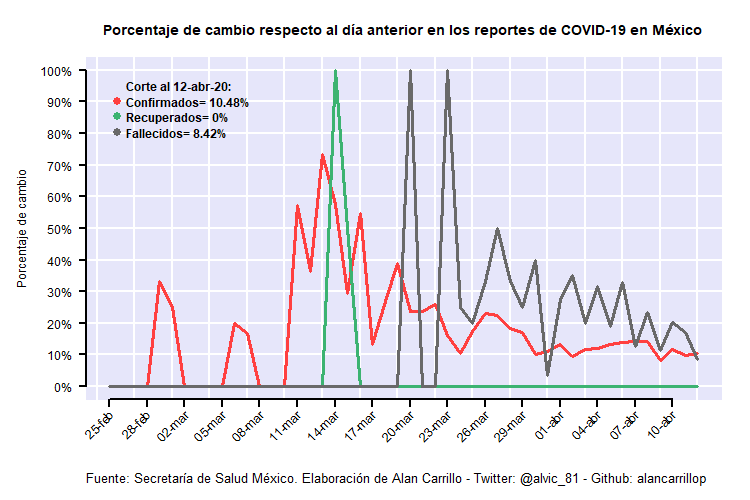 Porcentaje de cambio respecto al día anterior en los reportes de COVID-19 en México
Porcentaje de cambio
100%
90%
80%
70%
60%
50%
40%
30%
20%
10%
0%
Corte al 12-abr-20:
Confirmados= 10.48%
Recuperados= 0%
Fallecidos= 8.42%
25-feb
28-feb
02-mar
05-mar
08-mar
11-mar
14-mar
17-mar
20-mar
23-mar
26-mar
29-mar
01-abr
04-abr
07-abr
10-abr
Fuente: Secretaría de Salud México. Elaboración de Alan Carrillo - Twitter: @alvic_81 - Github: alancarrillop